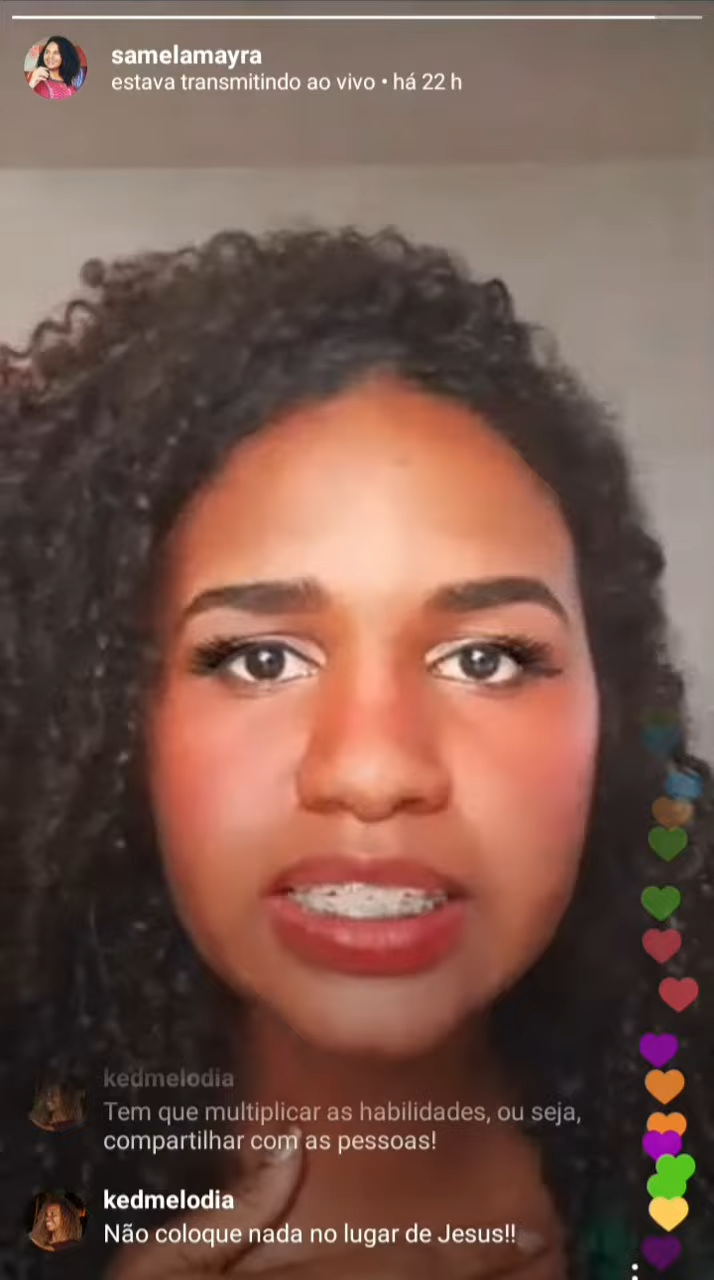 samelamayra
estava transmitindo ao vivo • há 22 h
kedmelodia
Tem que multiplicar as habilidades, ou seja,
compartilhar com as pessoas!
kedmelodia
Não coloque nada no lugar de Jesus!!